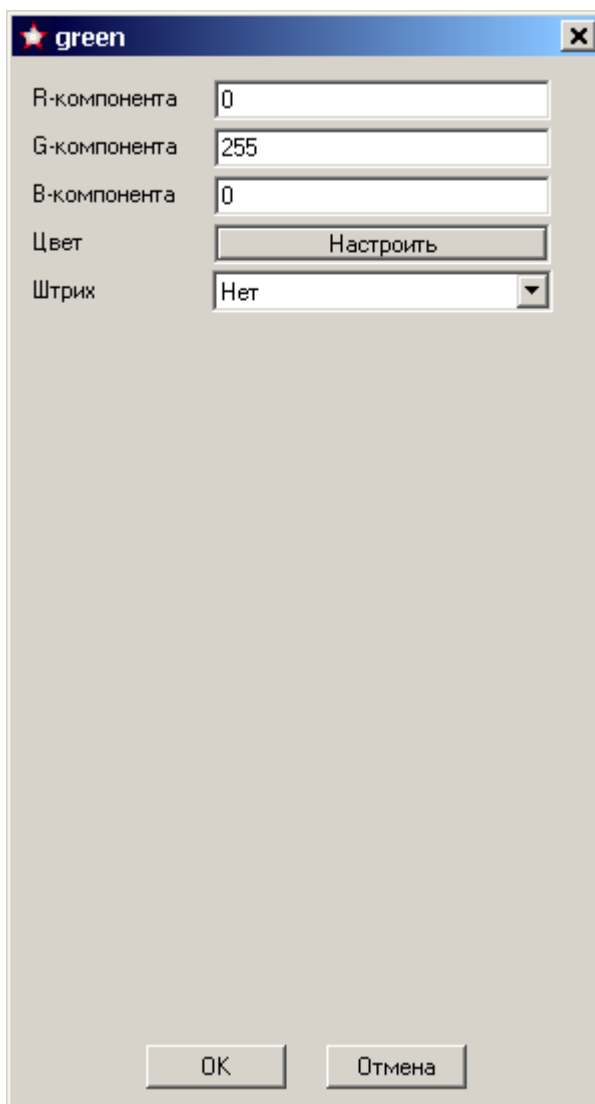 green
R-компонента 0
G-компонента 255
B-компонента 0
Цвет Настроить
Штрих Нет
OK Отмена